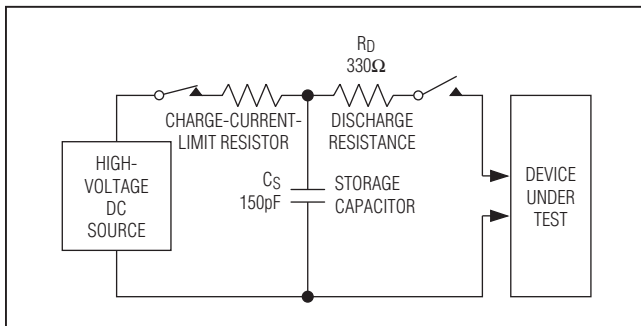 RD
330Ω
CHARGE-CURRENT-
LIMIT RESISTOR
DISCHARGE
RESISTANCE
HIGH-
VOLTAGE
DC
SOURCE
CS
150pF
STORAGE
CAPACITOR
DEVICE
UNDER
TEST